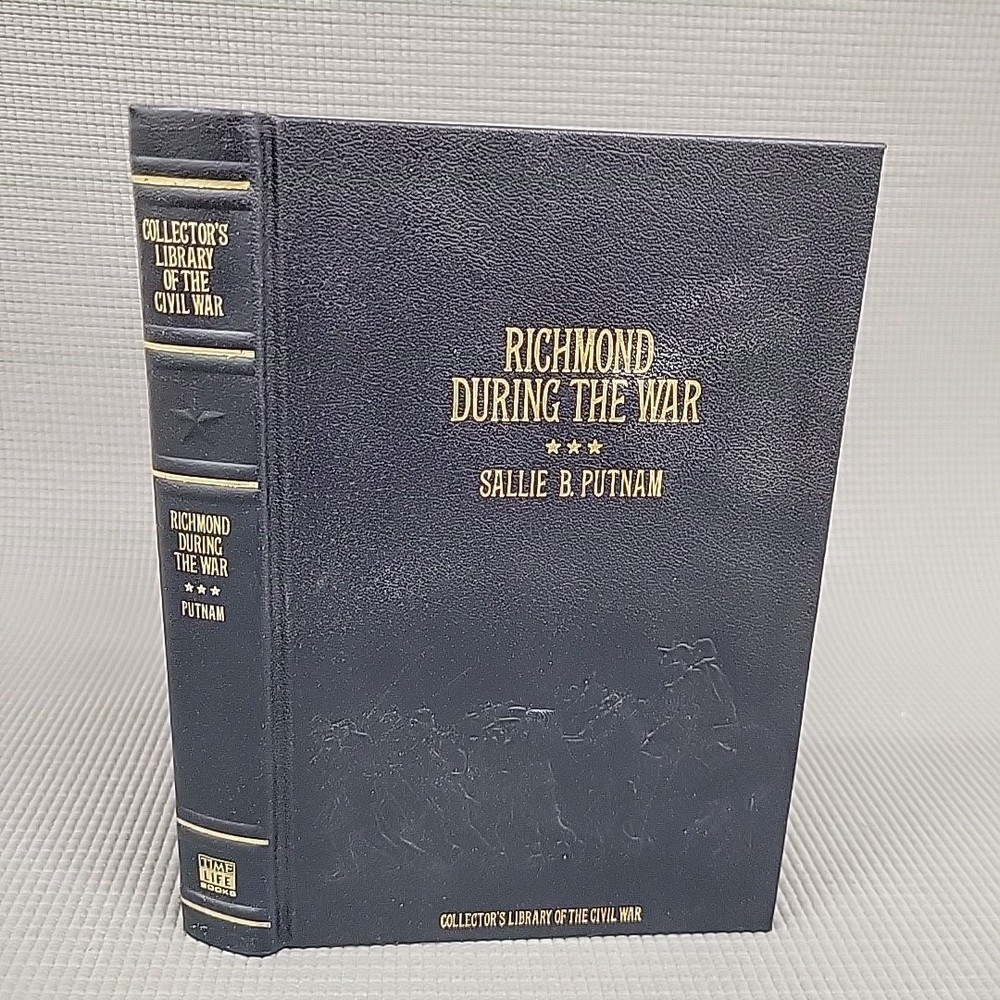 COLLECTOR'S
LIBRARY
OF THE
CIVIL WAR
RICHMOND
DURING
THE WAR
PUTNAM
TIME
LIFE
BOOKS
RICHMOND
DURING THE WAR
SALLIE B. PUTNAM
COLLECTOR'S LIBRARY OF THE CIVIL WAR